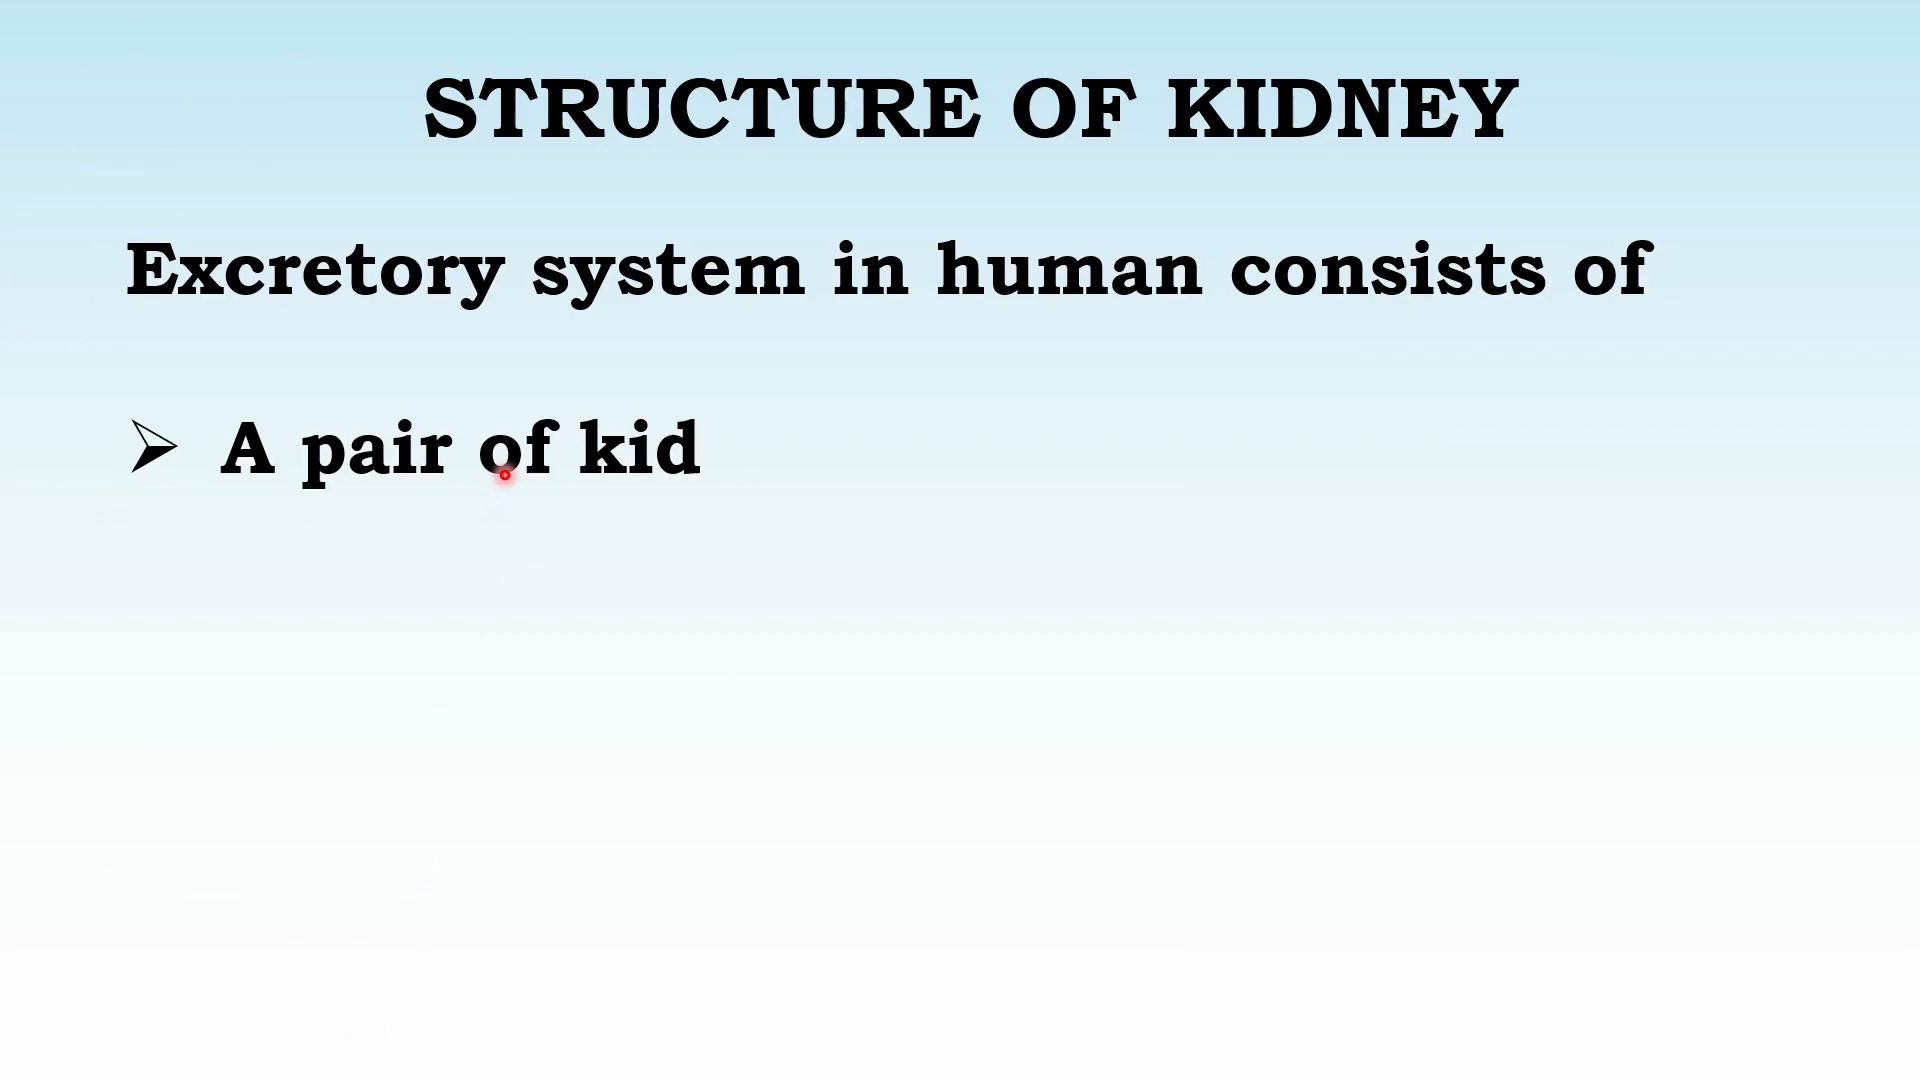 STRUCTURE OF KIDNEY
Excretory system in human consists of
➢ A pair of kid